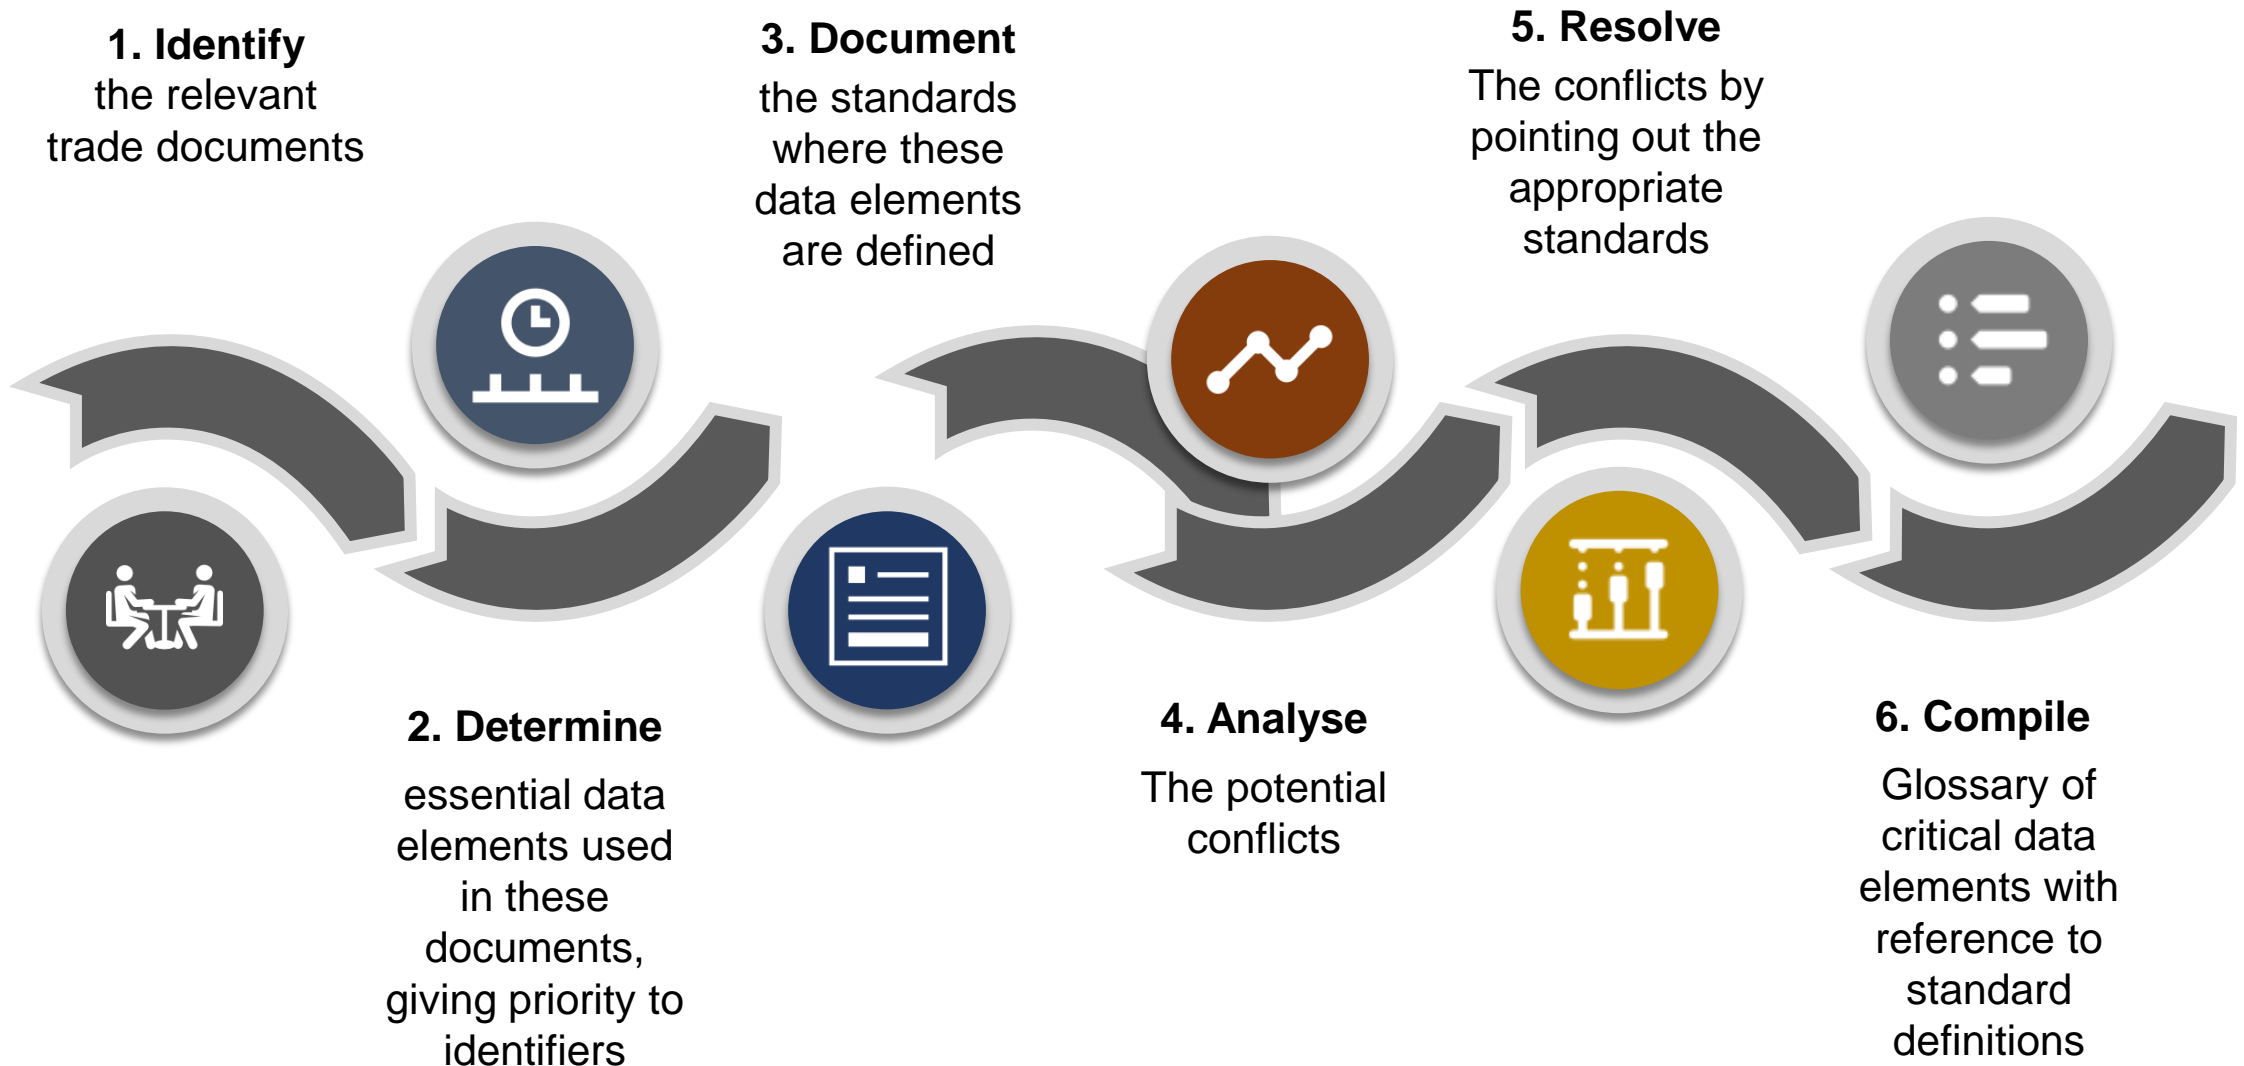 1. Identify
the relevant
trade documents
2. Determine
essential data
elements used
in these
documents,
giving priority to
identifiers
3. Document
the standards
where these
data elements
are defined
4. Analyse
The potential
conflicts
5. Resolve
The conflicts by
pointing out the
appropriate
standards
6. Compile
Glossary of
critical data
elements with
reference to
standard
definitions